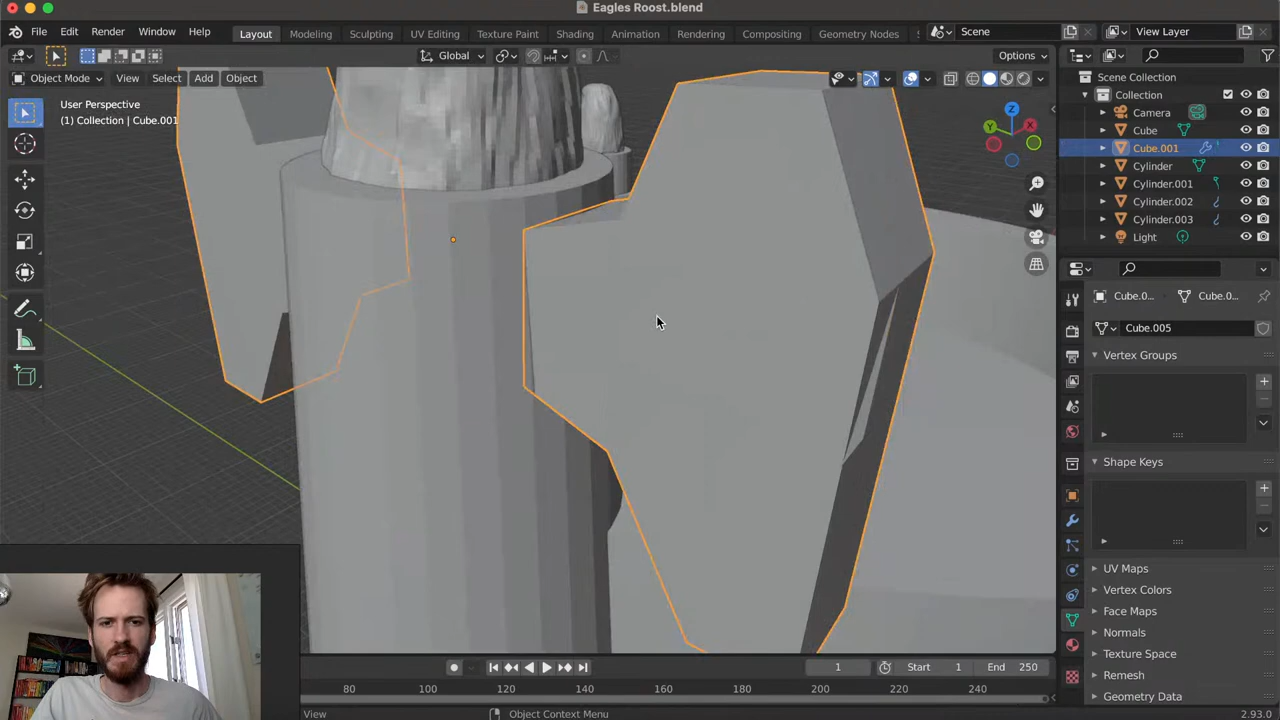 Eagles Roost.blend
File Edit Render Window Help Layout Modeling Sculpting UV Editing Texture Paint Shading Animation Rendering Compositing Geometry Nodes Scene View Layer
Global Options
Object Mode View Select Add Object
User Perspective
(1) Collection | Cube.001
X
Y
Z
Scene Collection
Collection
Camera
Cube
Cube.001
Cylinder
Cylinder.001
Cylinder.002
Cylinder.003
Light
Cube.0... Cube.0...
Cube.005
Vertex Groups
Shape Keys
UV Maps
Vertex Colors
Face Maps
Normals
Texture Space
Remesh
Geometry Data
1 Start 1 End 250
80 100 120 140 160 180 200 220 240
View Object Context Menu 2.93.0